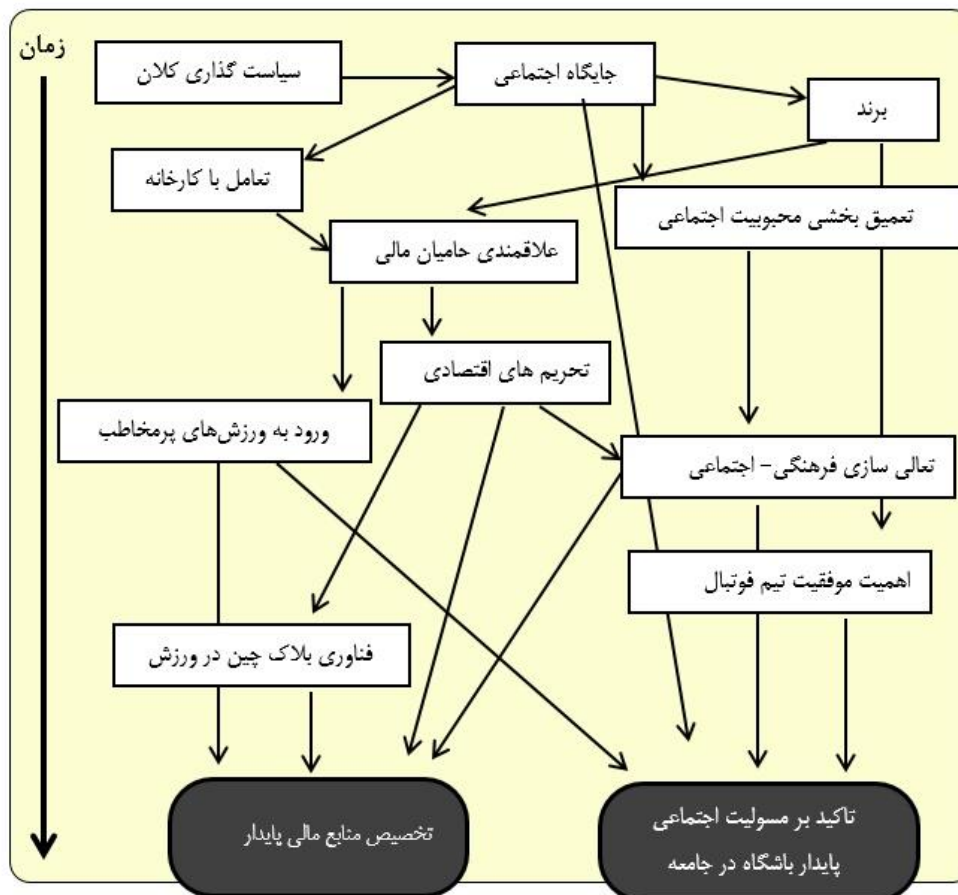 زمان
سیاست گذاری کلان
جایگاه اجتماعی
برند
تعامل با کارخانه
تعمیق بخشی محبوبیت اجتماعی
علاقمندی حامیان مالی
تحریم های اقتصادی
ورود به ورزش‌های پرمخاطب
تعالی سازی فرهنگی- اجتماعی
اهمیت موفقیت تیم فوتبال
فناوری بلاک چین در ورزش
تاکید بر مسولیت اجتماعی
پایدار باشگاه در جامعه
تخصیص منابع مالی پایدار